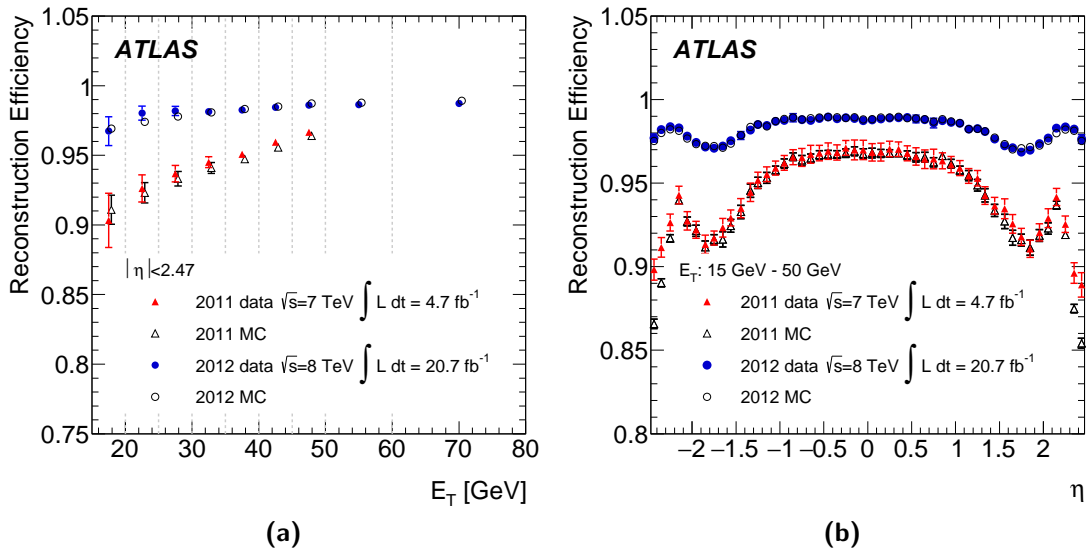 Reconstruction Efficiency
1.05
1
0.95
0.9
0.85
0.8
0.75
ATLAS
| η |<2.47
2011 data √s=7 TeV ∫ L dt = 4.7 fb⁻¹
2011 MC
2012 data √s=8 TeV ∫ L dt = 20.7 fb⁻¹
2012 MC
20 30 40 50 60 70 80
E_T [GeV]
(a)
Reconstruction Efficiency
1.05
1
0.95
0.9
0.85
0.8
ATLAS
E_T: 15 GeV - 50 GeV
2011 data √s=7 TeV ∫ L dt = 4.7 fb⁻¹
2011 MC
2012 data √s=8 TeV ∫ L dt = 20.7 fb⁻¹
2012 MC
−2 −1.5 −1 −0.5 0 0.5 1 1.5 2
η
(b)